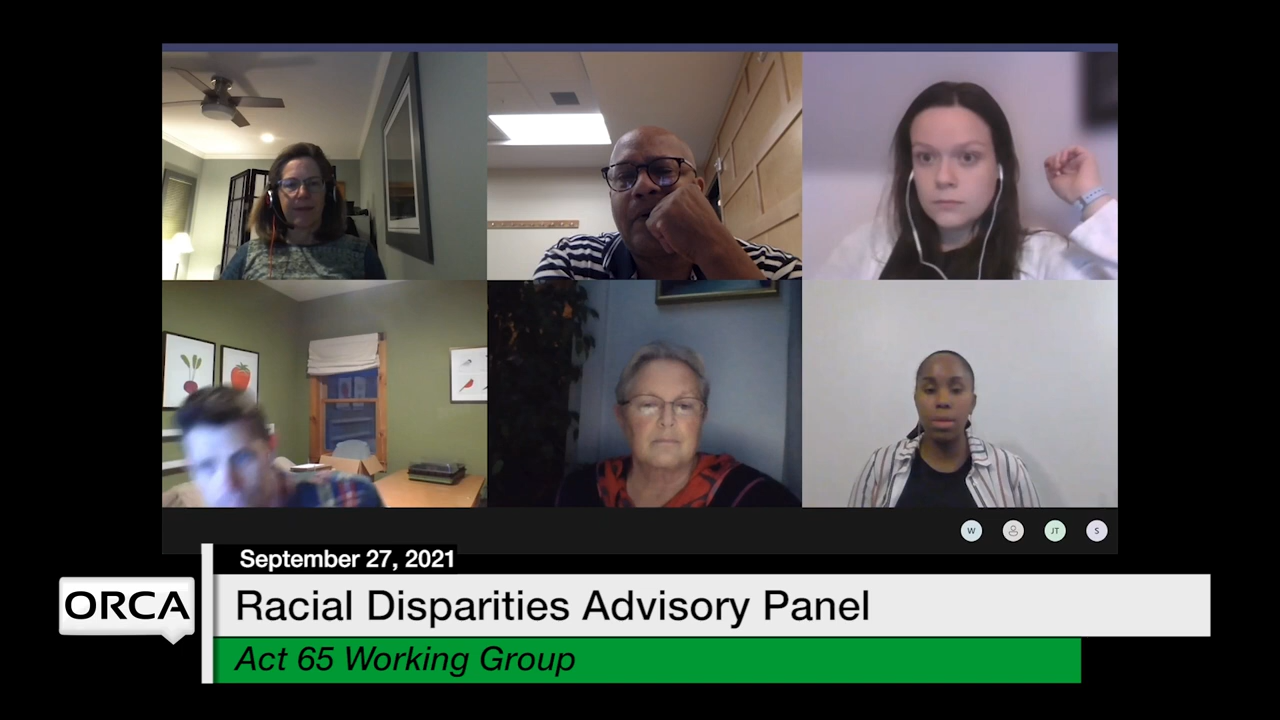 W
JT
S
September 27, 2021
ORCA
Racial Disparities Advisory Panel
Act 65 Working Group